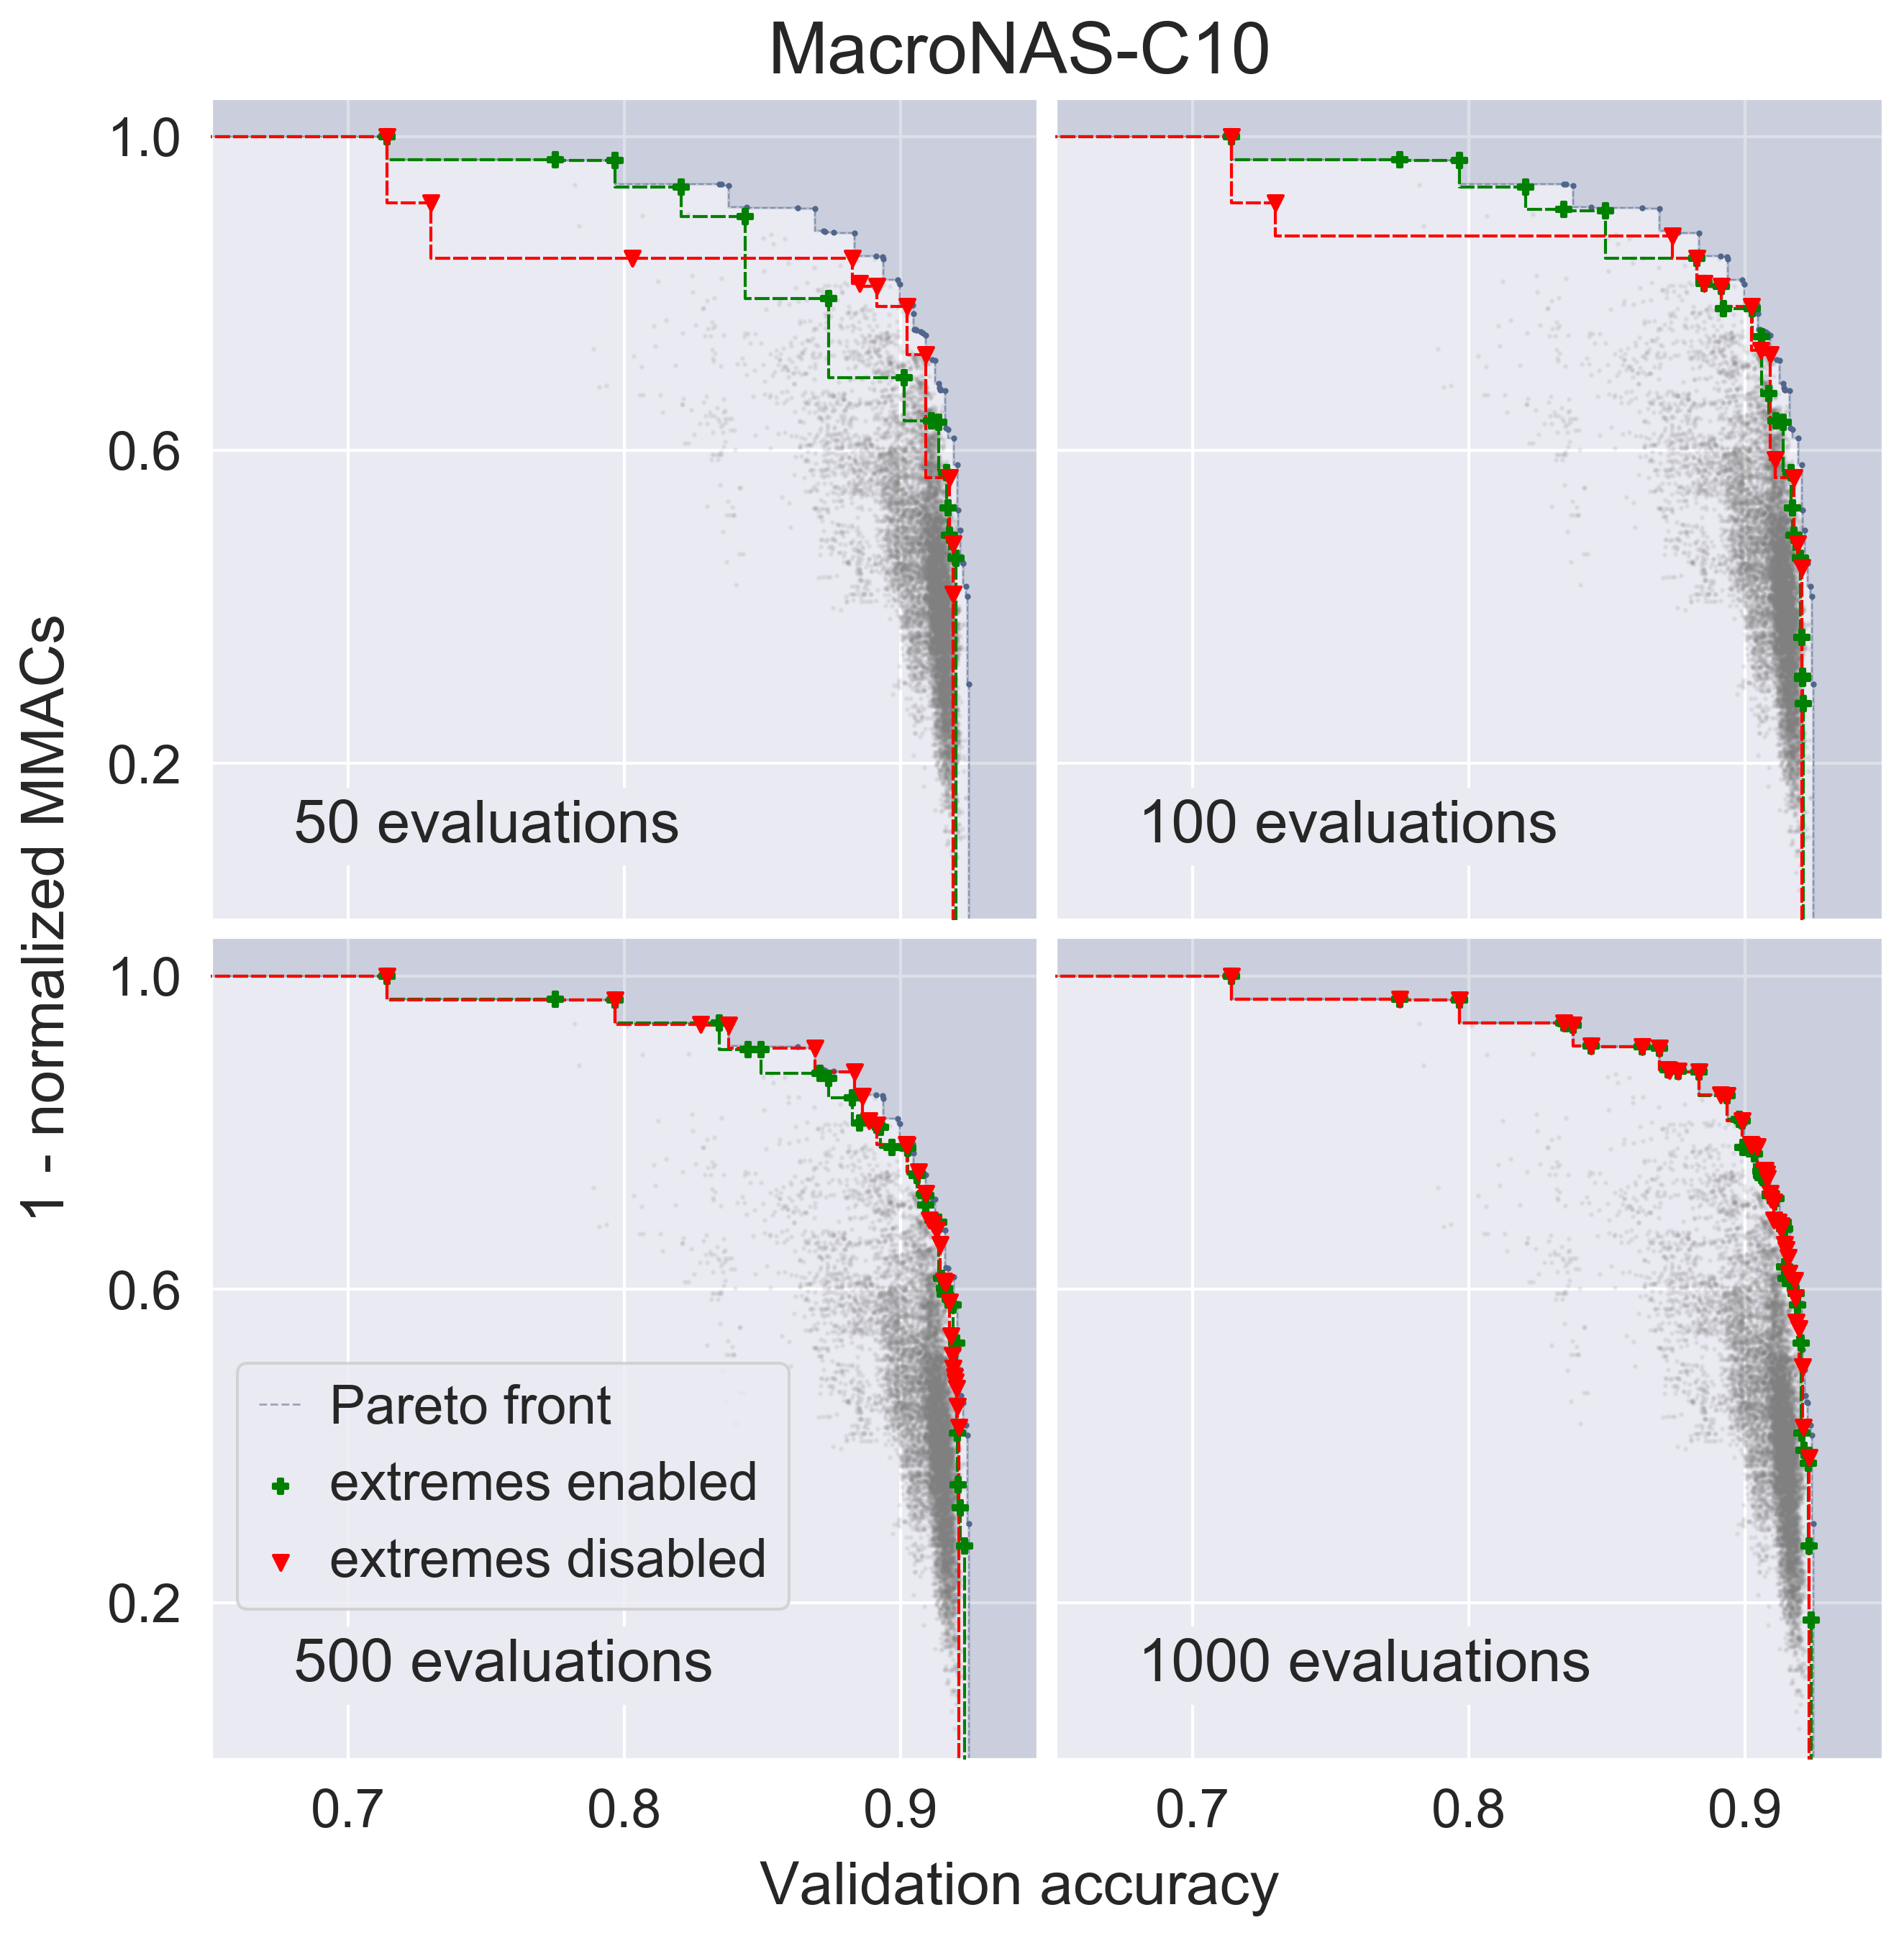 MacroNAS-C10
1 - normalized MMACs
1.0
0.6
0.2
50 evaluations
100 evaluations
1.0
0.6
0.2
Pareto front
extremes enabled
extremes disabled
500 evaluations
1000 evaluations
0.7 0.8 0.9 0.7 0.8 0.9
Validation accuracy